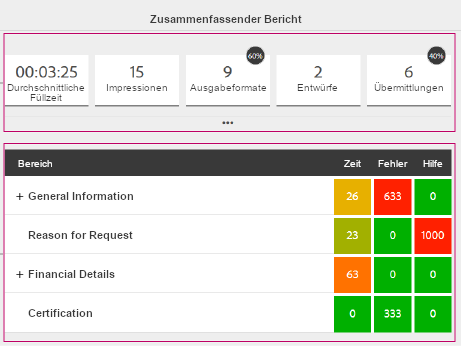 Zusammenfassender Bericht
60% 40%
00:03:25 15 9 2 6
Durchschnittliche Füllzeit Impressionen Ausgabeformate Entwürfe Übermittlungen
•••
Bereich Zeit Fehler Hilfe
+ General Information 26 633 0
Reason for Request 23 0 1000
+ Financial Details 63 0 0
Certification 0 333 0